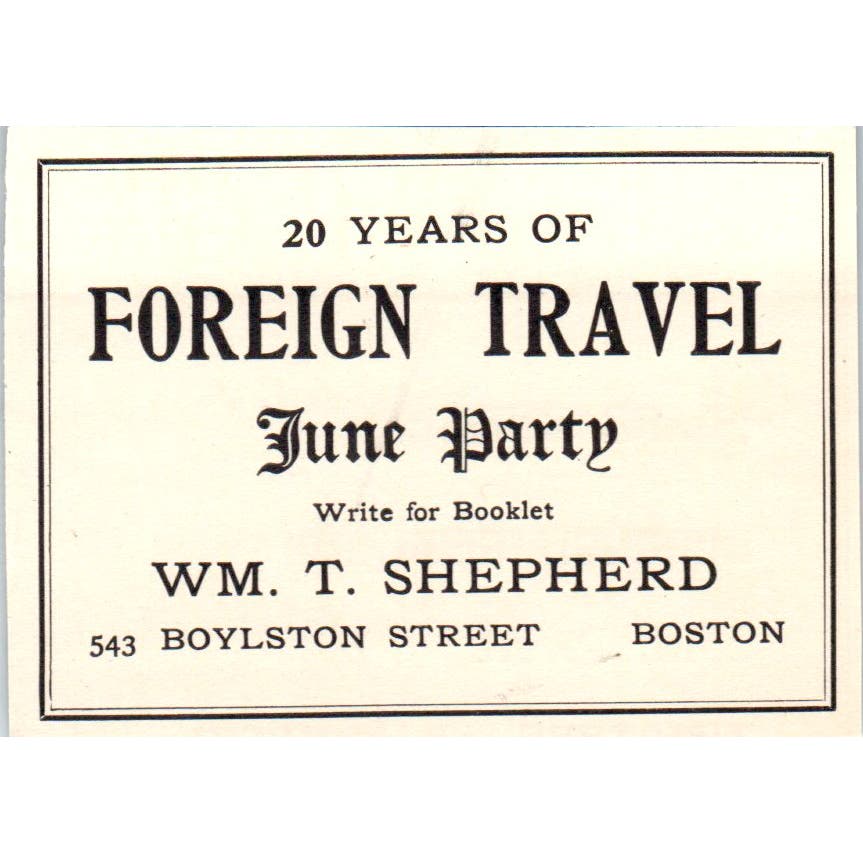 20 YEARS OF
FOREIGN TRAVEL
June Party
Write for Booklet
WM. T. SHEPHERD
543 BOYLSTON STREET BOSTON